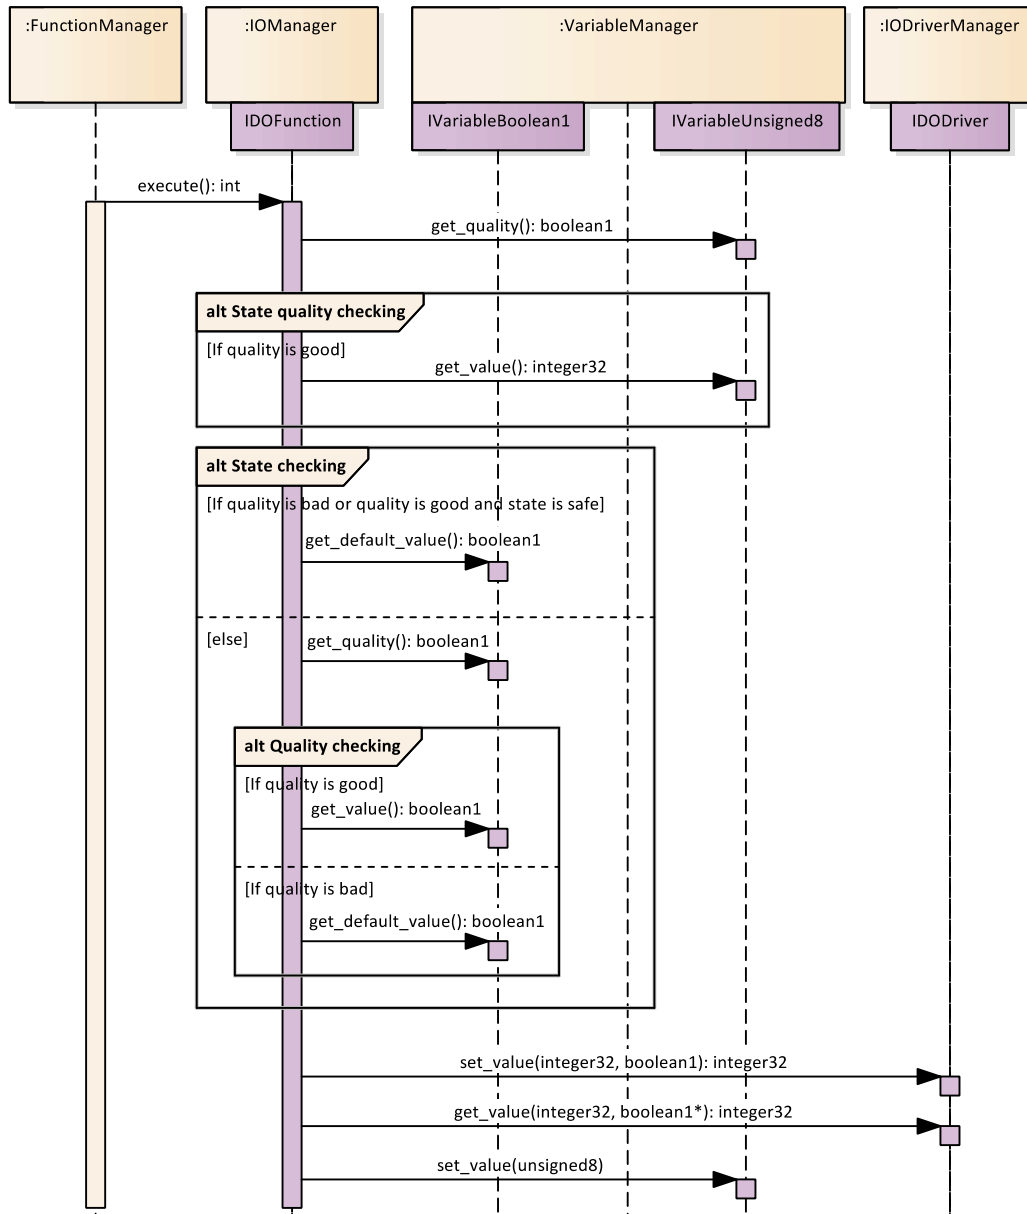 :FunctionManager
:IOManager
:VariableManager
:IODriverManager
IDOFunction
IVariableBoolean1
IVariableUnsigned8
IDODriver
execute(): int
get_quality(): boolean1
alt State quality checking
[If quality is good]
get_value(): integer32
alt State checking
[If quality is bad or quality is good and state is safe]
get_default_value(): boolean1
[else]
get_quality(): boolean1
alt Quality checking
[If quality is good]
get_value(): boolean1
[If quality is bad]
get_default_value(): boolean1
set_value(integer32, boolean1): integer32
get_value(integer32, boolean1*): integer32
set_value(unsigned8)